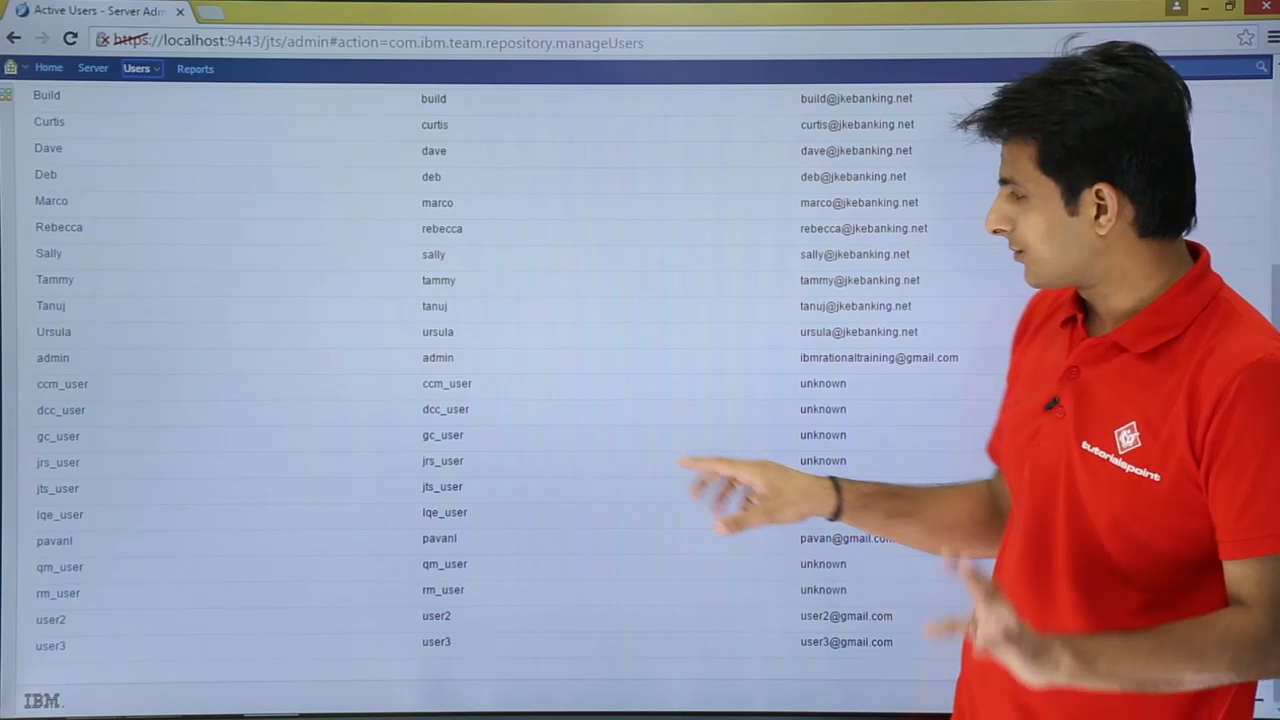 Active Users - Server Adm
https://localhost:9443/jts/admin#action=com.ibm.team.repository.manageUsers
Home Server Users Reports
Build build build@jkebanking.net
Curtis curtis curtis@jkebanking.net
Dave dave dave@jkebanking.net
Deb deb deb@jkebanking.net
Marco marco marco@jkebanking.net
Rebecca rebecca rebecca@jkebanking.net
Sally sally sally@jkebanking.net
Tammy tammy tammy@jkebanking.net
Tanuj tanuj tanuj@jkebanking.net
Ursula ursula ursula@jkebanking.net
admin admin ibmrationaltraining@gmail.com
ccm_user ccm_user unknown
dcc_user dcc_user unknown
gc_user gc_user unknown
jrs_user jrs_user unknown
jts_user jts_user
lqe_user lqe_user
pavanl pavanl pavan@gmail.com
qm_user qm_user unknown
rm_user rm_user unknown
user2 user2 user2@gmail.com
user3 user3 user3@gmail.com
IBM.
tutorialspoint